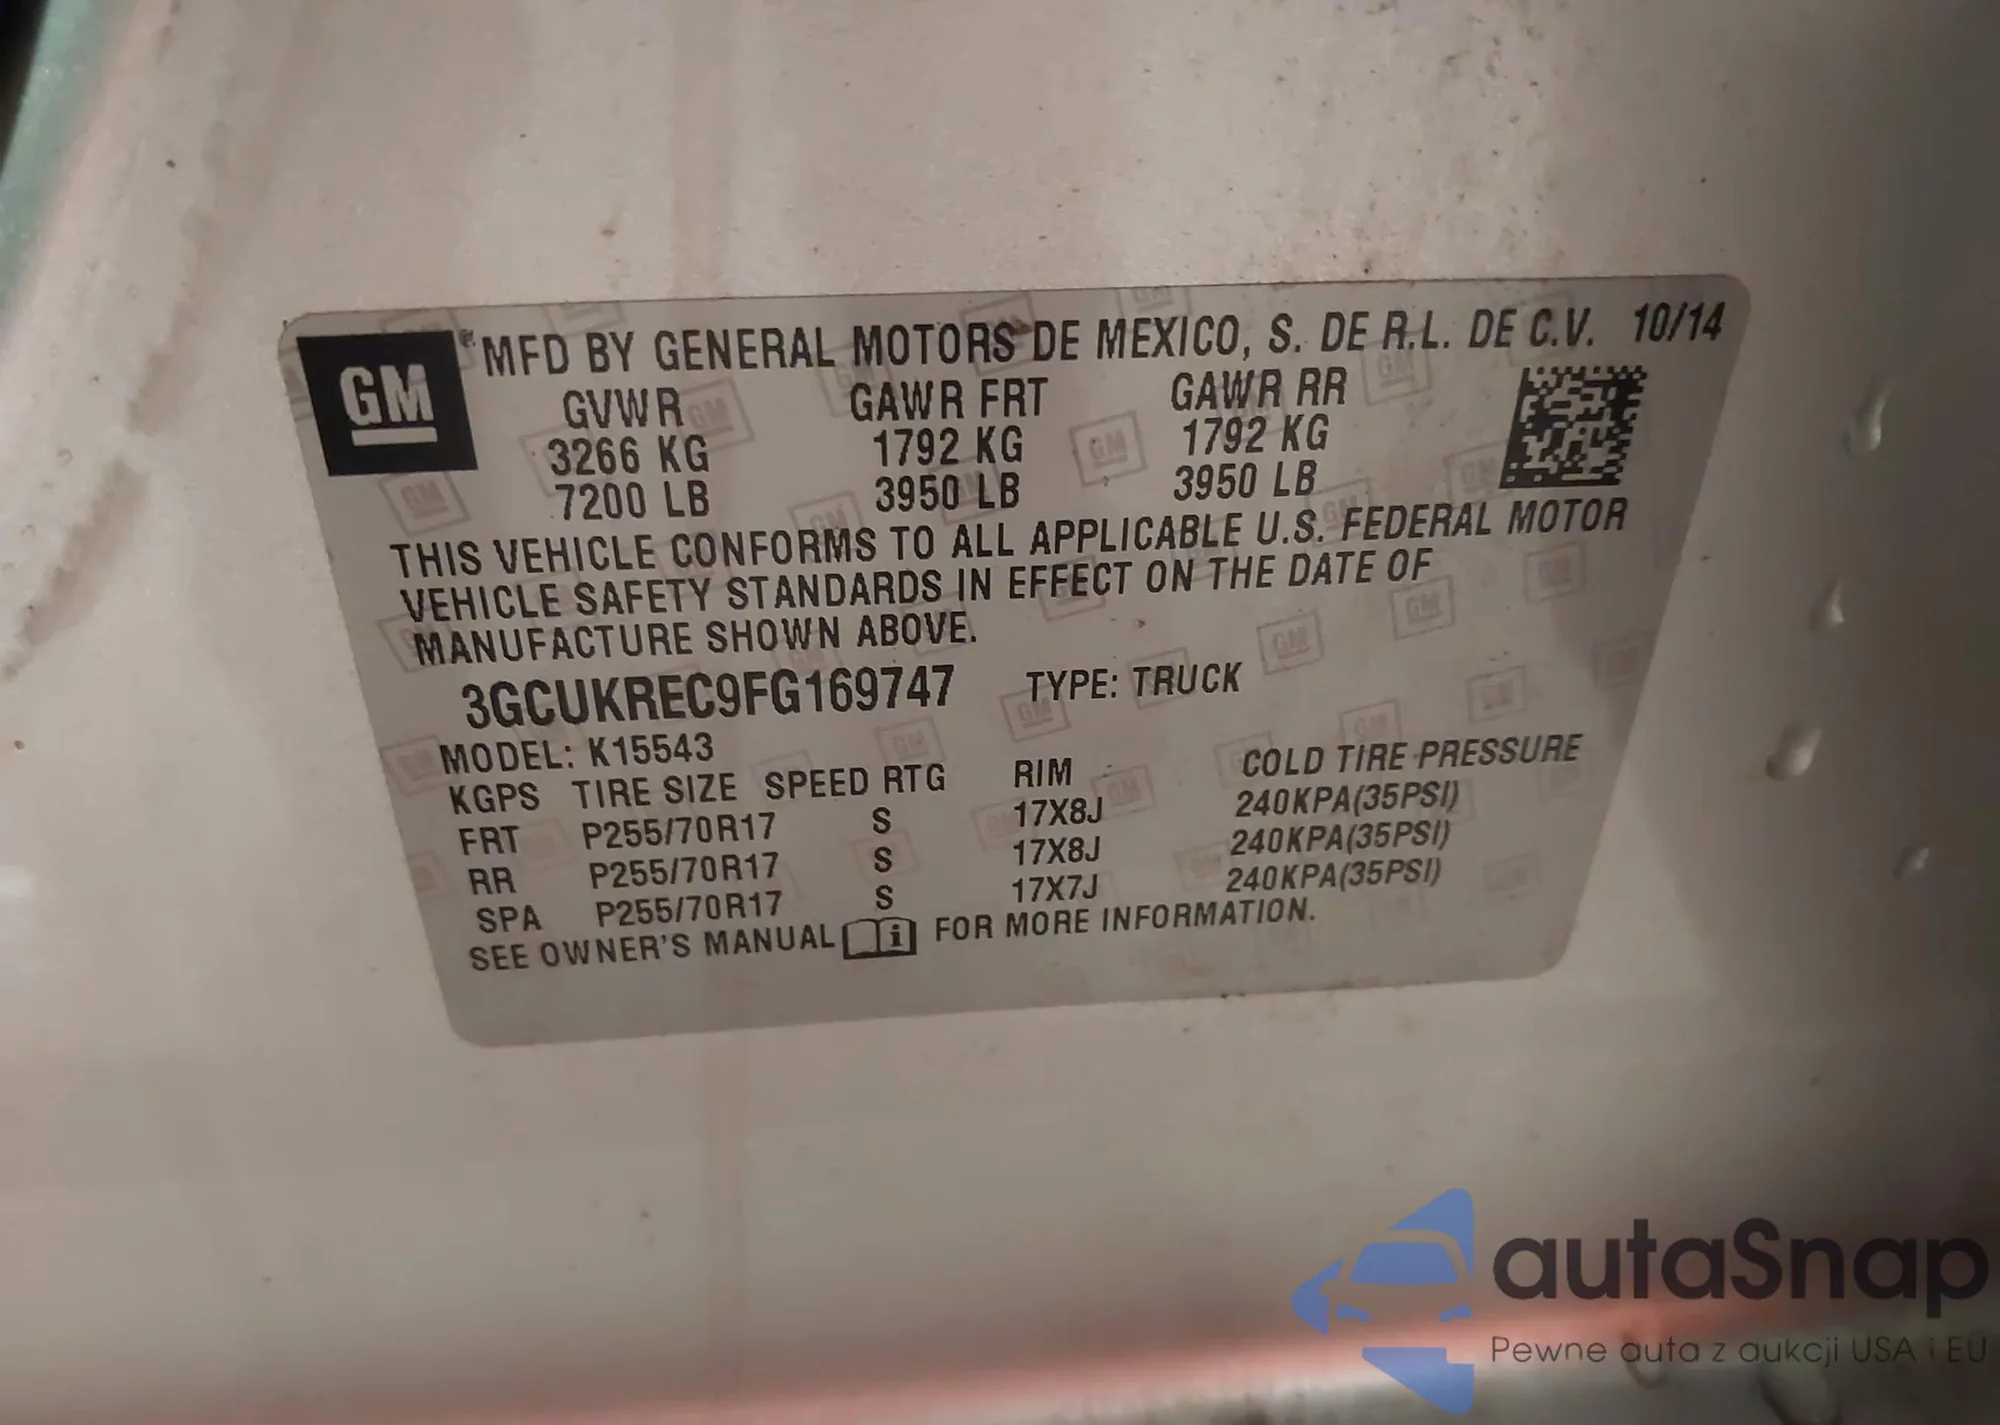 GM ® MFD BY GENERAL MOTORS DE MEXICO, S. DE R.L. DE C.V. 10/14
GVWR GAWR FRT GAWR RR
3266 KG 1792 KG 1792 KG
7200 LB 3950 LB 3950 LB
THIS VEHICLE CONFORMS TO ALL APPLICABLE U.S. FEDERAL MOTOR
VEHICLE SAFETY STANDARDS IN EFFECT ON THE DATE OF
MANUFACTURE SHOWN ABOVE.
3GCUKREC9FG169747 TYPE: TRUCK
MODEL: K15543
KGPS TIRE SIZE SPEED RTG RIM COLD TIRE PRESSURE
FRT P255/70R17 S 17X8J 240KPA(35PSI)
RR P255/70R17 S 17X8J 240KPA(35PSI)
SPA P255/70R17 S 17X7J 240KPA(35PSI)
SEE OWNER'S MANUAL i FOR MORE INFORMATION.
autaSnap
Pewne auta z aukcji USA i EU